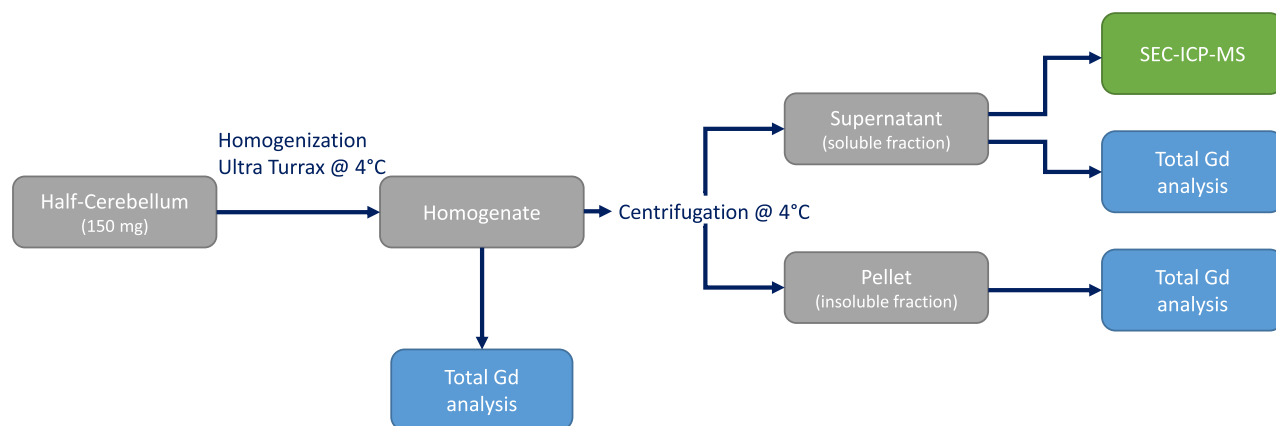 Half-Cerebellum
(150 mg)
Homogenization
Ultra Turrax @ 4°C
Homogenate
Total Gd
analysis
Centrifugation @ 4°C
Supernatant
(soluble fraction)
SEC-ICP-MS
Total Gd
analysis
Pellet
(insoluble fraction)
Total Gd
analysis